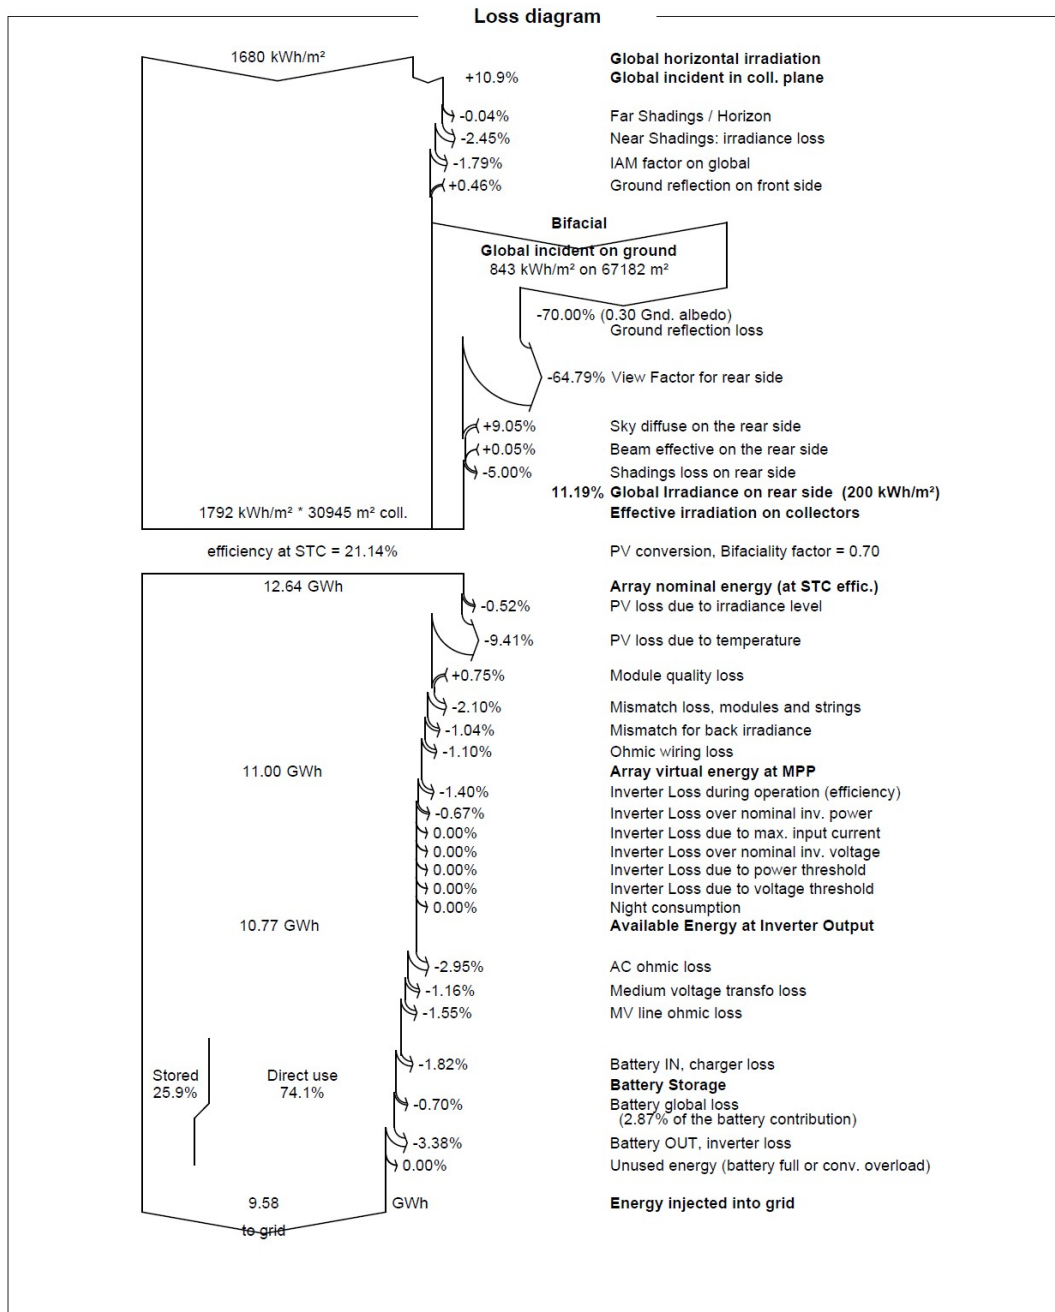 Loss diagram
1680 kWh/m²
Global horizontal irradiation
+10.9% Global incident in coll. plane
-0.04% Far Shadings / Horizon
-2.45% Near Shadings: irradiance loss
-1.79% IAM factor on global
+0.46% Ground reflection on front side
Bifacial
Global incident on ground
843 kWh/m² on 67182 m²
-70.00% (0.30 Gnd. albedo)
Ground reflection loss
-64.79% View Factor for rear side
+9.05% Sky diffuse on the rear side
+0.05% Beam effective on the rear side
-5.00% Shadings loss on rear side
11.19% Global Irradiance on rear side (200 kWh/m²)
1792 kWh/m² * 30945 m² coll. Effective irradiation on collectors
efficiency at STC = 21.14% PV conversion, Bifaciality factor = 0.70
12.64 GWh Array nominal energy (at STC effic.)
-0.52% PV loss due to irradiance level
-9.41% PV loss due to temperature
+0.75% Module quality loss
-2.10% Mismatch loss, modules and strings
-1.04% Mismatch for back irradiance
-1.10% Ohmic wiring loss
11.00 GWh Array virtual energy at MPP
-1.40% Inverter Loss during operation (efficiency)
-0.67% Inverter Loss over nominal inv. power
0.00% Inverter Loss due to max. input current
0.00% Inverter Loss over nominal inv. voltage
0.00% Inverter Loss due to power threshold
0.00% Inverter Loss due to voltage threshold
0.00% Night consumption
10.77 GWh Available Energy at Inverter Output
-2.95% AC ohmic loss
-1.16% Medium voltage transfo loss
-1.55% MV line ohmic loss
-1.82% Battery IN, charger loss
Stored Direct use Battery Storage
25.9% 74.1%
-0.70% Battery global loss
(2.87% of the battery contribution)
-3.38% Battery OUT, inverter loss
0.00% Unused energy (battery full or conv. overload)
9.58 GWh Energy injected into grid
to grid